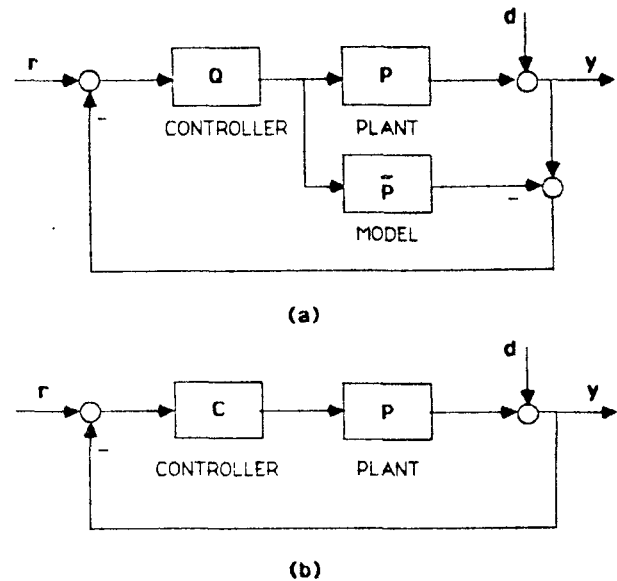 d
r
Q
P
y
-
CONTROLLER
PLANT
P̃
-
MODEL
(a)
d
r
C
P
y
-
CONTROLLER
PLANT
(b)